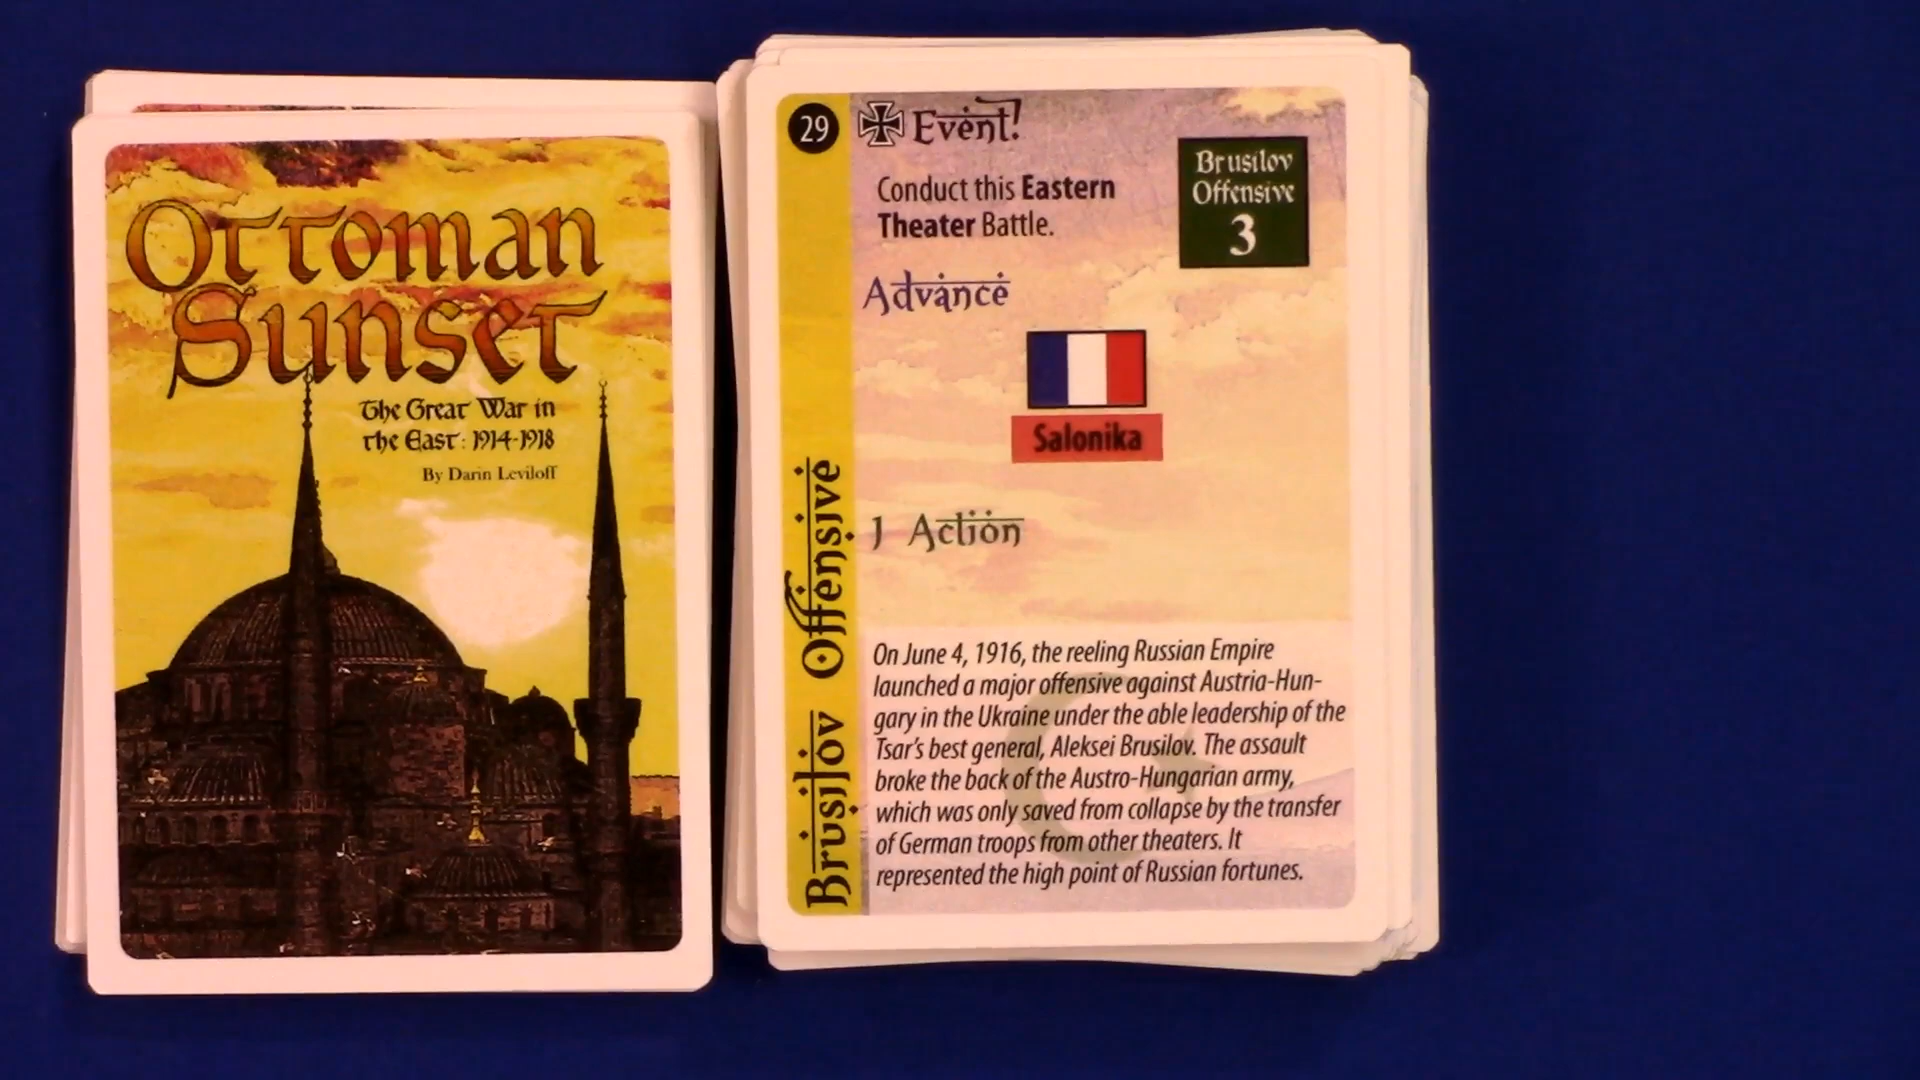 Ottoman
Sunset
The Great War in
the East: 1914-1918
By Darin Leviloff
29
Event!
Conduct this Eastern
Theater Battle.
Brusilov
Offensive
3
Advance
Salonika
1 Action
Brusilov Offensive
On June 4, 1916, the reeling Russian Empire
launched a major offensive against Austria-Hun-
gary in the Ukraine under the able leadership of the
Tsar's best general, Aleksei Brusilov. The assault
broke the back of the Austro-Hungarian army,
which was only saved from collapse by the transfer
of German troops from other theaters. It
represented the high point of Russian fortunes.